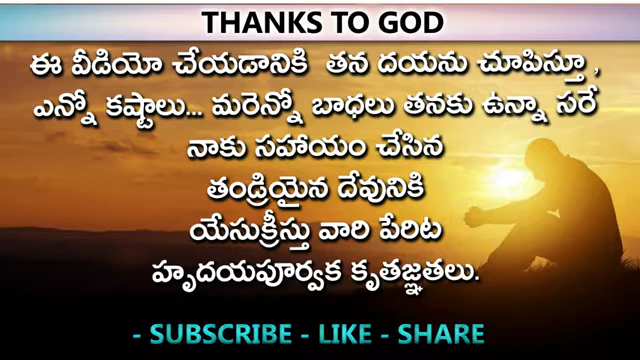 THANKS TO GOD
ఈ వీడియో చేయడానికి తన దయను చూపిస్తూ ,
ఎన్నో కష్టాలు... మరెన్నో బాధలు తనకు ఉన్నా సరే
నాకు సహాయం చేసిన
తండ్రియైన దేవునికి
యేసుక్రీస్తు వారి పేరిట
హృదయపూర్వక కృతజ్ఞతలు.
- SUBSCRIBE - LIKE - SHARE